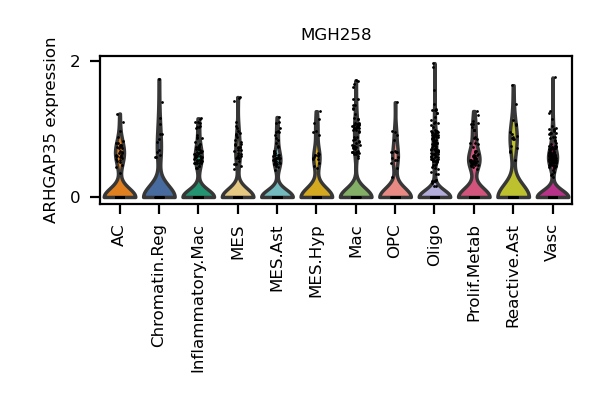 MGH258
ARHGAP35 expression
2
0
AC
Chromatin.Reg
Inflammatory.Mac
MES
MES.Ast
MES.Hyp
Mac
OPC
Oligo
Prolif.Metab
Reactive.Ast
Vasc